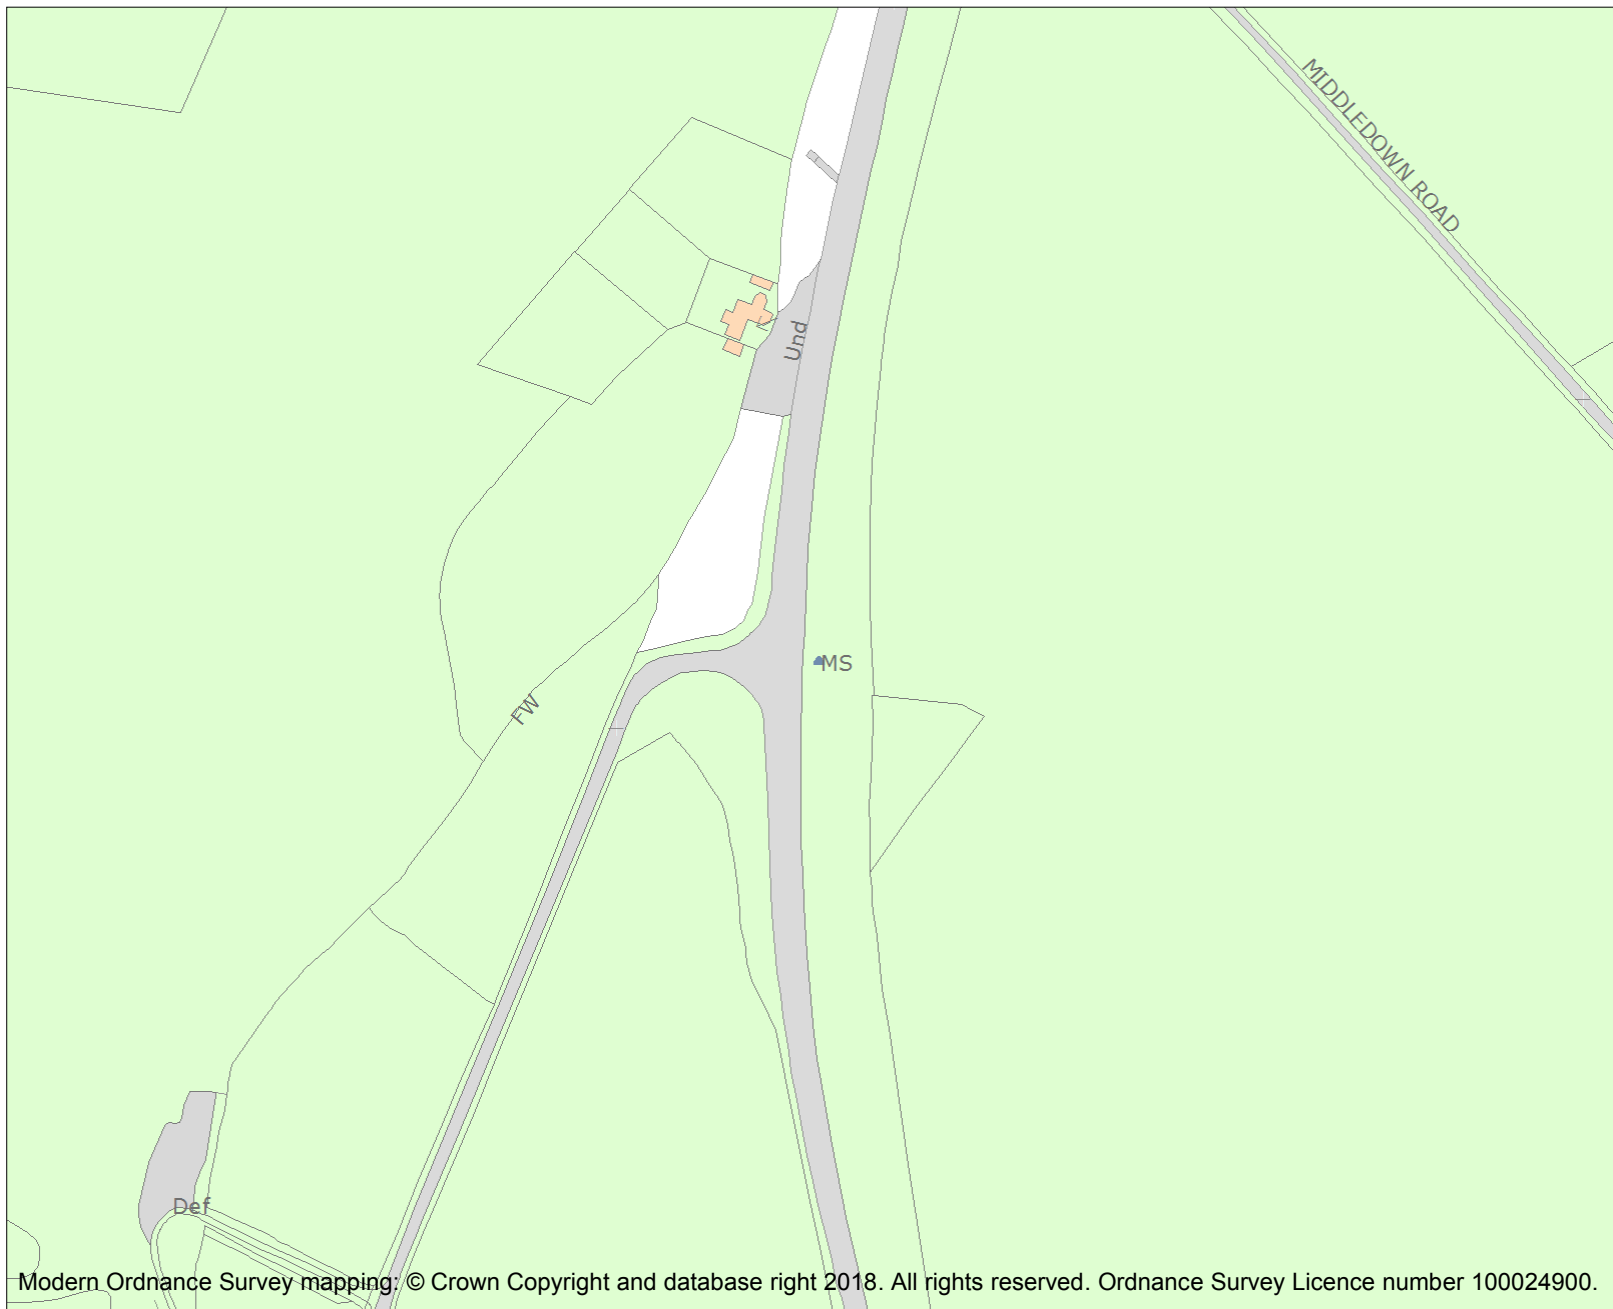 MIDDLEDOWN ROAD
Und
MS
FW
Def
Modern Ordnance Survey mapping: © Crown Copyright and database right 2018. All rights reserved. Ordnance Survey Licence number 100024900.